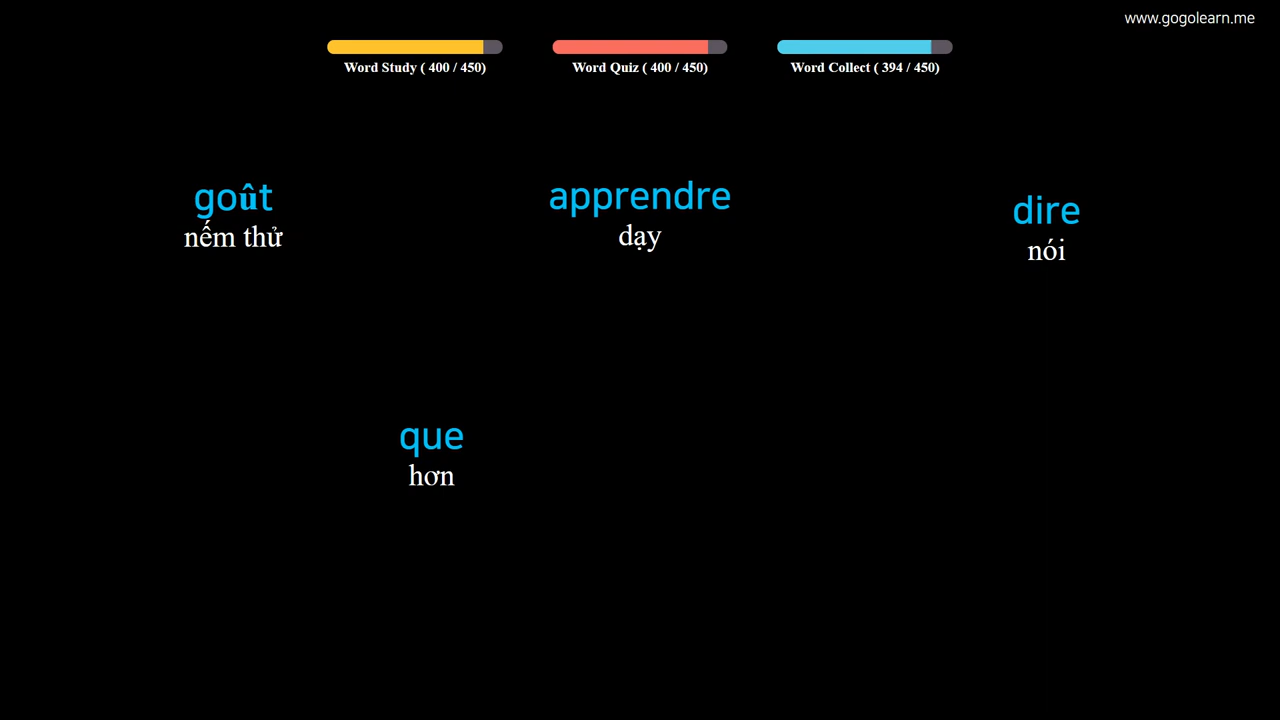 www.gogolearn.me
Word Study ( 400 / 450)
Word Quiz ( 400 / 450)
Word Collect ( 394 / 450)
goût
nếm thử
apprendre
dạy
dire
nói
que
hơn